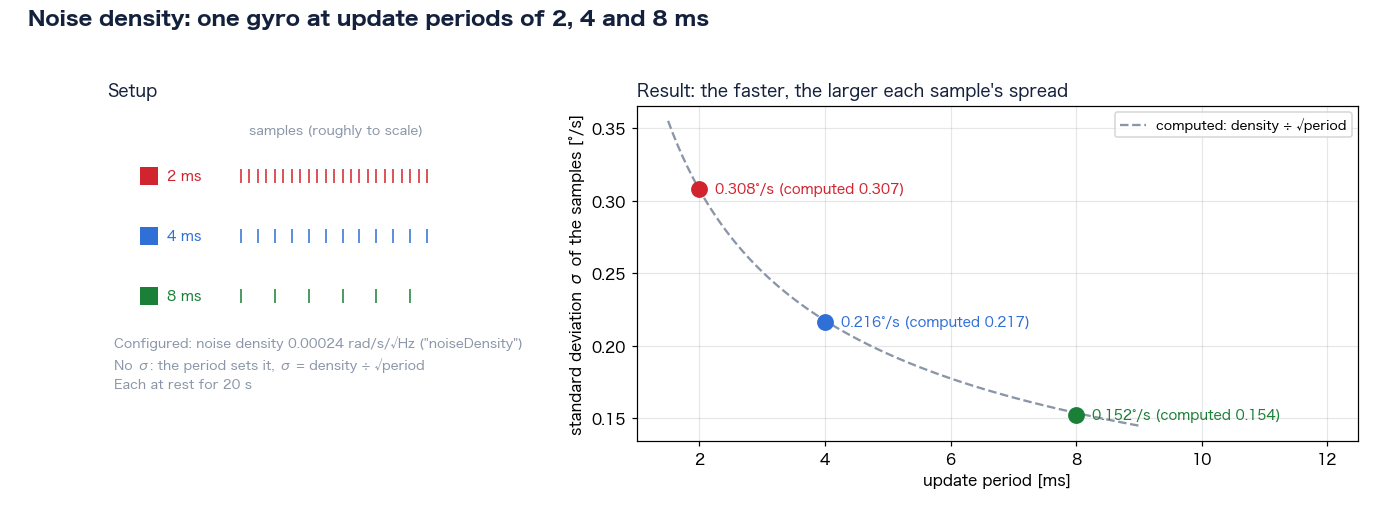 Noise density: one gyro at update periods of 2, 4 and 8 ms
Setup
samples (roughly to scale)
2 ms
4 ms
8 ms
Configured: noise density 0.00024 rad/s/√Hz ("noiseDensity")
No σ: the period sets it, σ = density ÷ √period
Each at rest for 20 s
Result: the faster, the larger each sample's spread
computed: density ÷ √period
standard deviation σ of the samples [°/s]
0.35
0.30
0.25
0.20
0.15
0.308°/s (computed 0.307)
0.216°/s (computed 0.217)
0.152°/s (computed 0.154)
2
4
6
8
10
12
update period [ms]